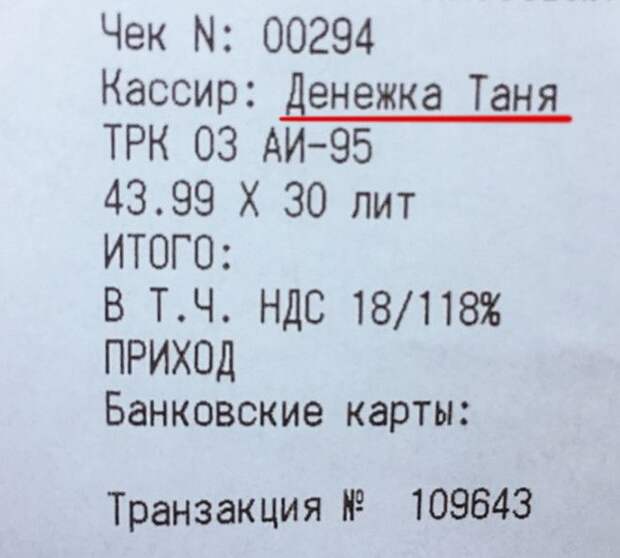 Чек N: 00294
Кассир: Денежка Таня
ТРК 03 АИ-95
43.99 X 30 лит
ИТОГО:
В Т.Ч. НДС 18/118%
ПРИХОД
Банковские карты:
Транзакция № 109643